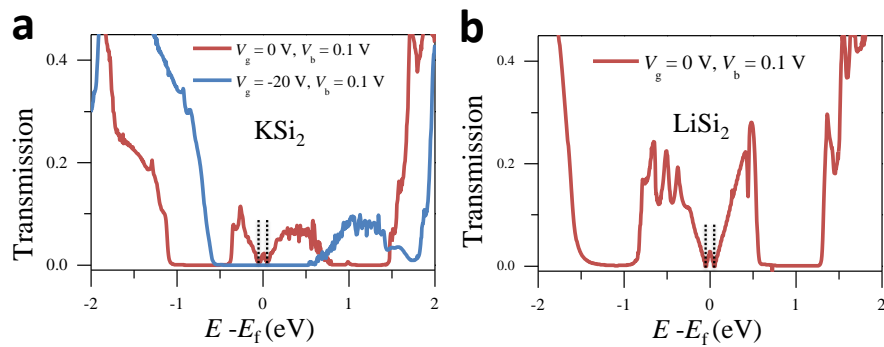 a
V_g = 0 V, V_b = 0.1 V
V_g = -20 V, V_b = 0.1 V
KSi₂
Transmission
0.4
0.2
0.0
-2 -1 0 1 2
E -E_f (eV)
b
V_g = 0 V, V_b = 0.1 V
LiSi₂
Transmission
0.4
0.2
0.0
-2 -1 0 1 2
E -E_f (eV)